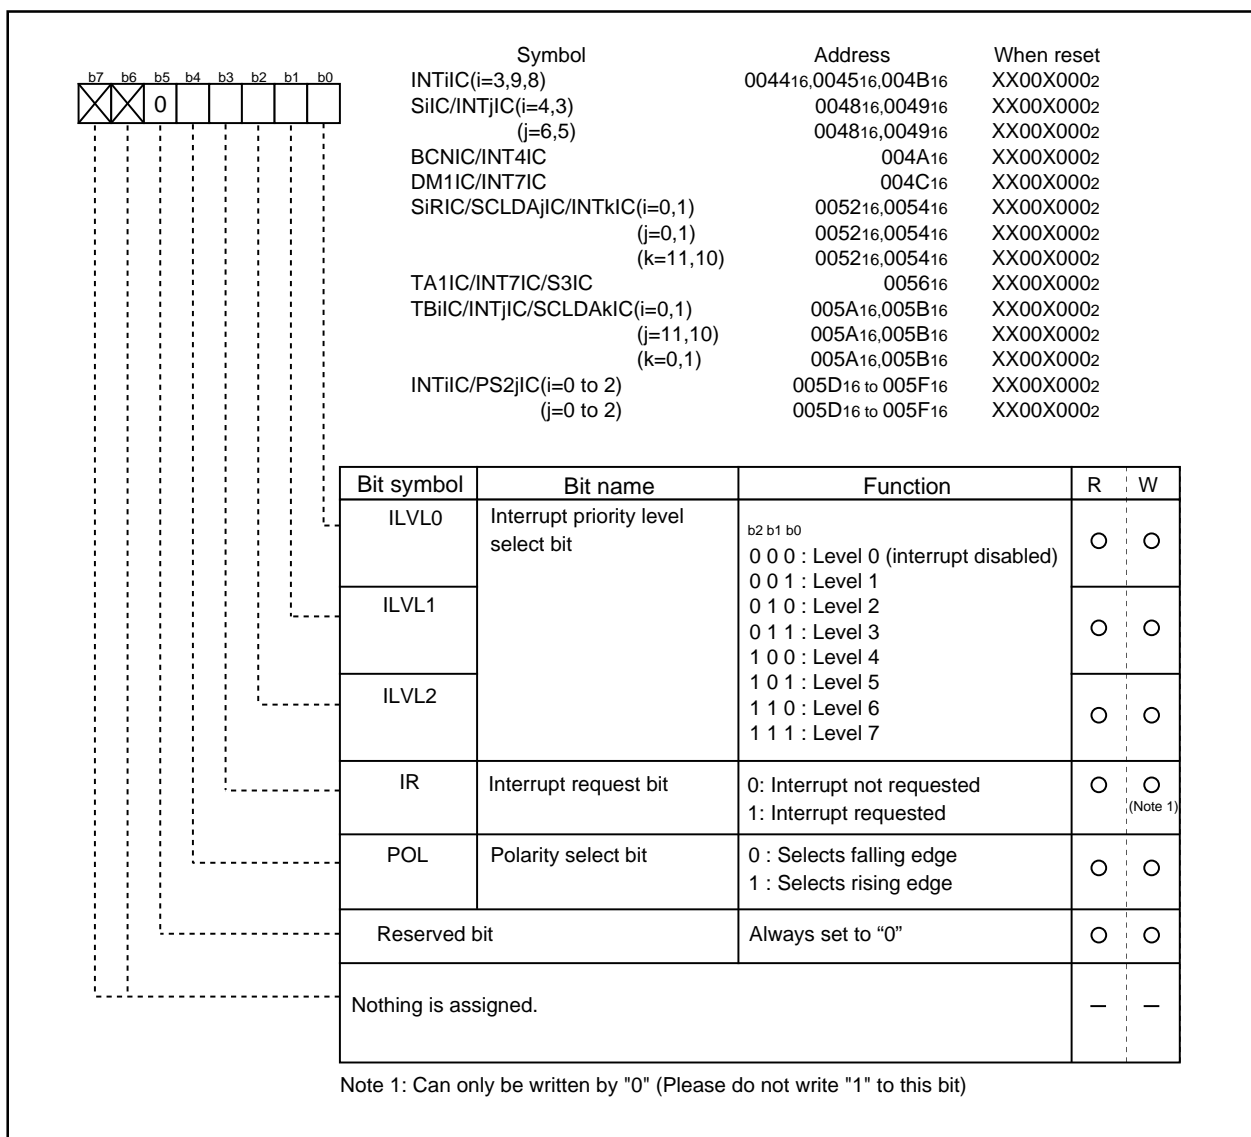 Symbol Address When reset
b7 b6 b5 b4 b3 b2 b1 b0
0
INTiIC(i=3,9,8) 004416,004516,004B16 XX00X0002
SiIC/INTjIC(i=4,3) 004816,004916 XX00X0002
(j=6,5) 004816,004916 XX00X0002
BCNIC/INT4IC 004A16 XX00X0002
DM1IC/INT7IC 004C16 XX00X0002
SiRIC/SCLDAjIC/INTkIC(i=0,1) 005216,005416 XX00X0002
(j=0,1) 005216,005416 XX00X0002
(k=11,10) 005216,005416 XX00X0002
TA1IC/INT7IC/S3IC 005616 XX00X0002
TBiIC/INTjIC/SCLDAkIC(i=0,1) 005A16,005B16 XX00X0002
(j=11,10) 005A16,005B16 XX00X0002
(k=0,1) 005A16,005B16 XX00X0002
INTiIC/PS2jIC(i=0 to 2) 005D16 to 005F16 XX00X0002
(j=0 to 2) 005D16 to 005F16 XX00X0002
Bit symbol Bit name Function R W
ILVL0 Interrupt priority level
select bit
b2 b1 b0
0 0 0 : Level 0 (interrupt disabled)
0 0 1 : Level 1
ILVL1 0 1 0 : Level 2
0 1 1 : Level 3
1 0 0 : Level 4
1 0 1 : Level 5
ILVL2 1 1 0 : Level 6
1 1 1 : Level 7
IR Interrupt request bit 0: Interrupt not requested
1: Interrupt requested (Note 1)
POL Polarity select bit 0 : Selects falling edge
1 : Selects rising edge
Reserved bit Always set to “0”
Nothing is assigned. – –
Note 1: Can only be written by "0" (Please do not write "1" to this bit)